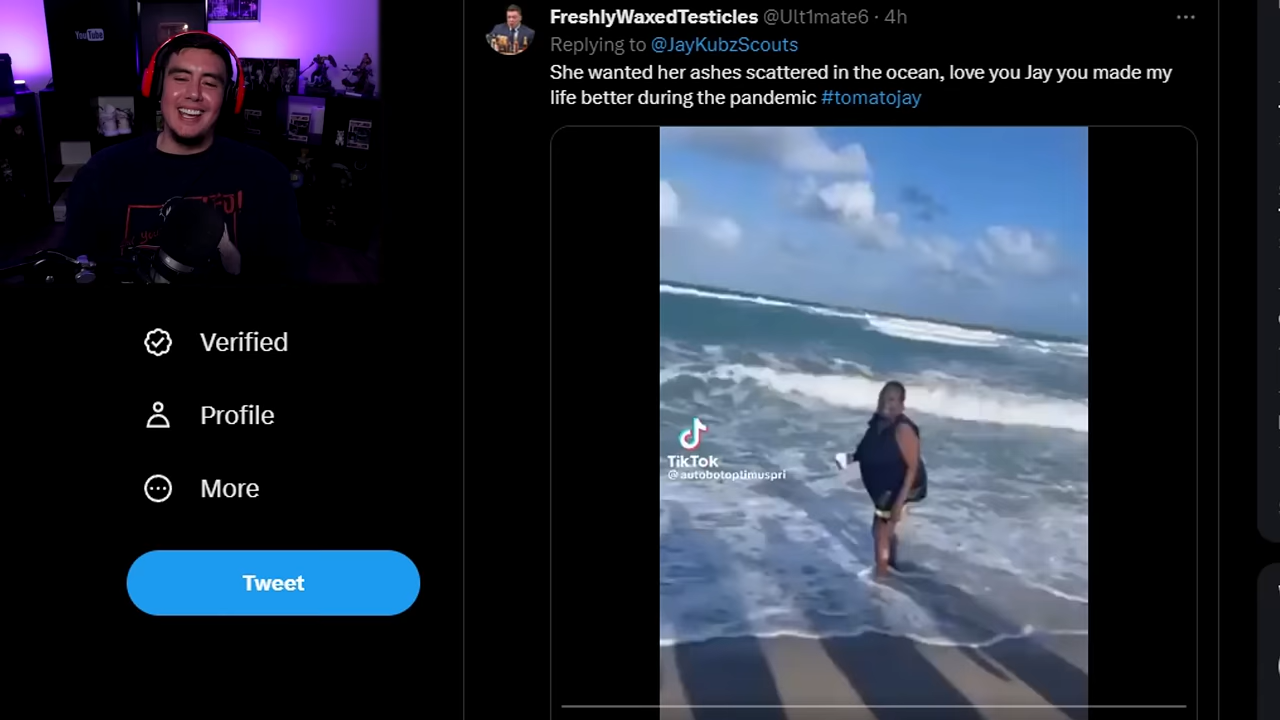 YouTube
FreshlyWaxedTesticles @Ult1mate6 · 4h
Replying to @JayKubzScouts
She wanted her ashes scattered in the ocean, love you Jay you made my
life better during the pandemic #tomatojay
TikTok
@autobotoptimuspri
Verified
Profile
More
Tweet